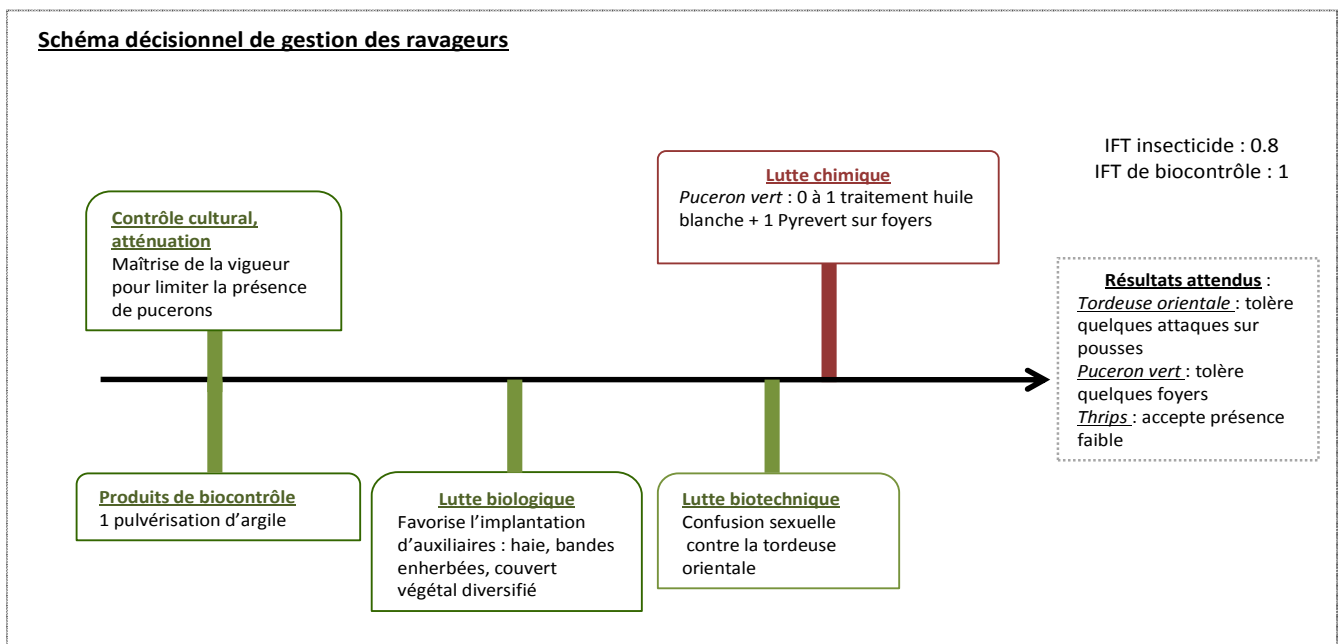 Schéma décisionnel de gestion des ravageurs
IFT insecticide : 0.8
IFT de biocontrôle : 1
Lutte chimique
Puceron vert : 0 à 1 traitement huile
blanche + 1 Pyrevert sur foyers
Contrôle cultural,
atténuation
Maîtrise de la vigueur
pour limiter la présence
de pucerons
Résultats attendus :
Tordeuse orientale : tolère
quelques attaques sur
pousses
Puceron vert : tolère
quelques foyers
Thrips : accepte présence
faible
Produits de biocontrôle
1 pulvérisation d'argile
Lutte biologique
Favorise l'implantation
d'auxiliaires : haie, bandes
enherbées, couvert
végétal diversifié
Lutte biotechnique
Confusion sexuelle
contre la tordeuse
orientale